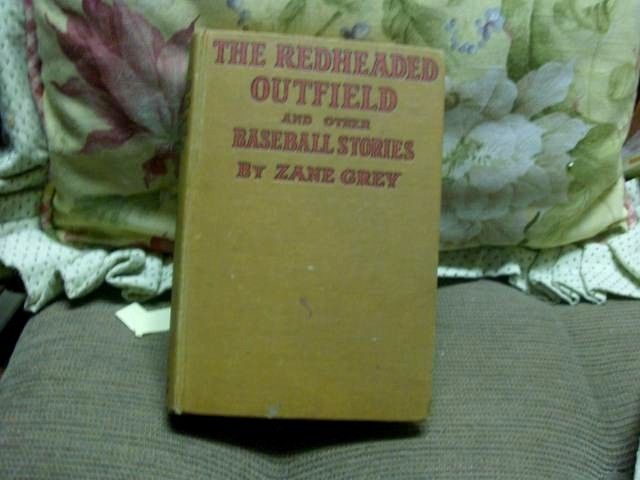 THE REDHEADED
OUTFIELD
AND OTHER
BASEBALL STORIES
BY ZANE GREY